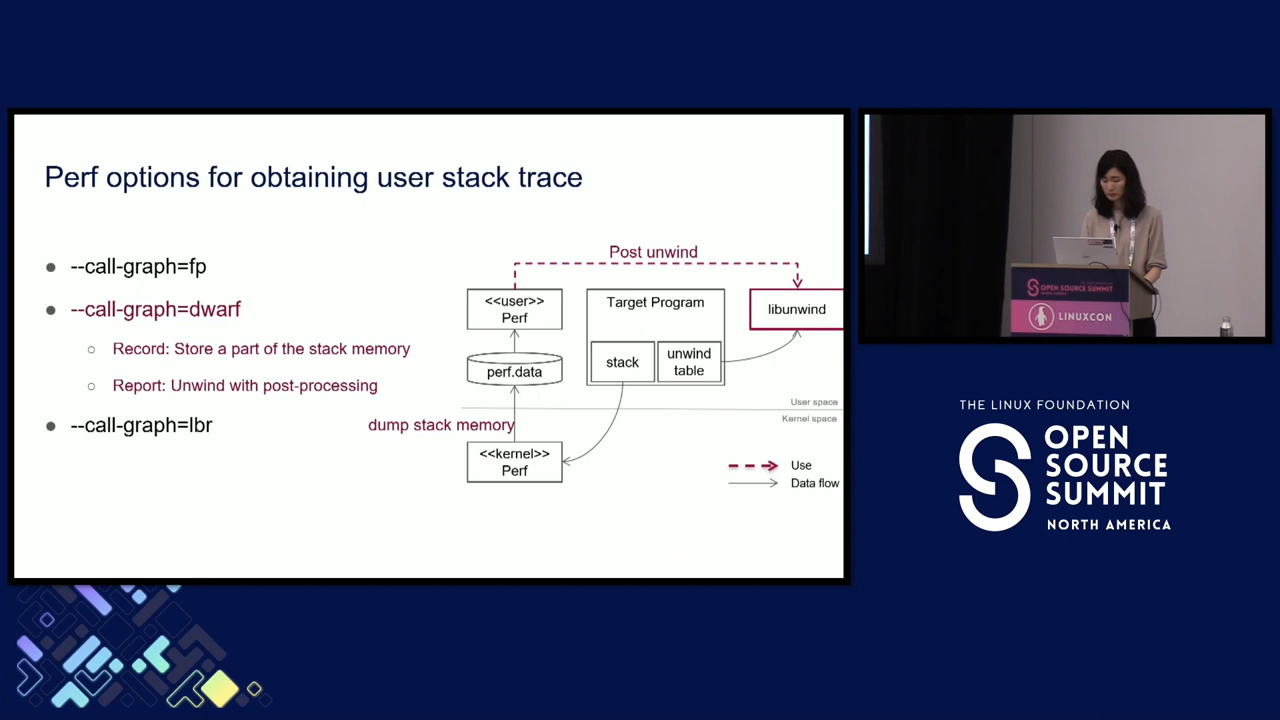 Perf options for obtaining user stack trace
● --call-graph=fp
● --call-graph=dwarf
○ Record: Store a part of the stack memory
○ Report: Unwind with post-processing
● --call-graph=lbr
Post unwind
<<user>>
Perf
Target Program
libunwind
stack
unwind
table
perf.data
User space
Kernel space
dump stack memory
<<kernel>>
Perf
Use
Data flow
OPEN SOURCE SUMMIT
LINUXCON
THE LINUX FOUNDATION
OPEN
SOURCE
SUMMIT
NORTH AMERICA